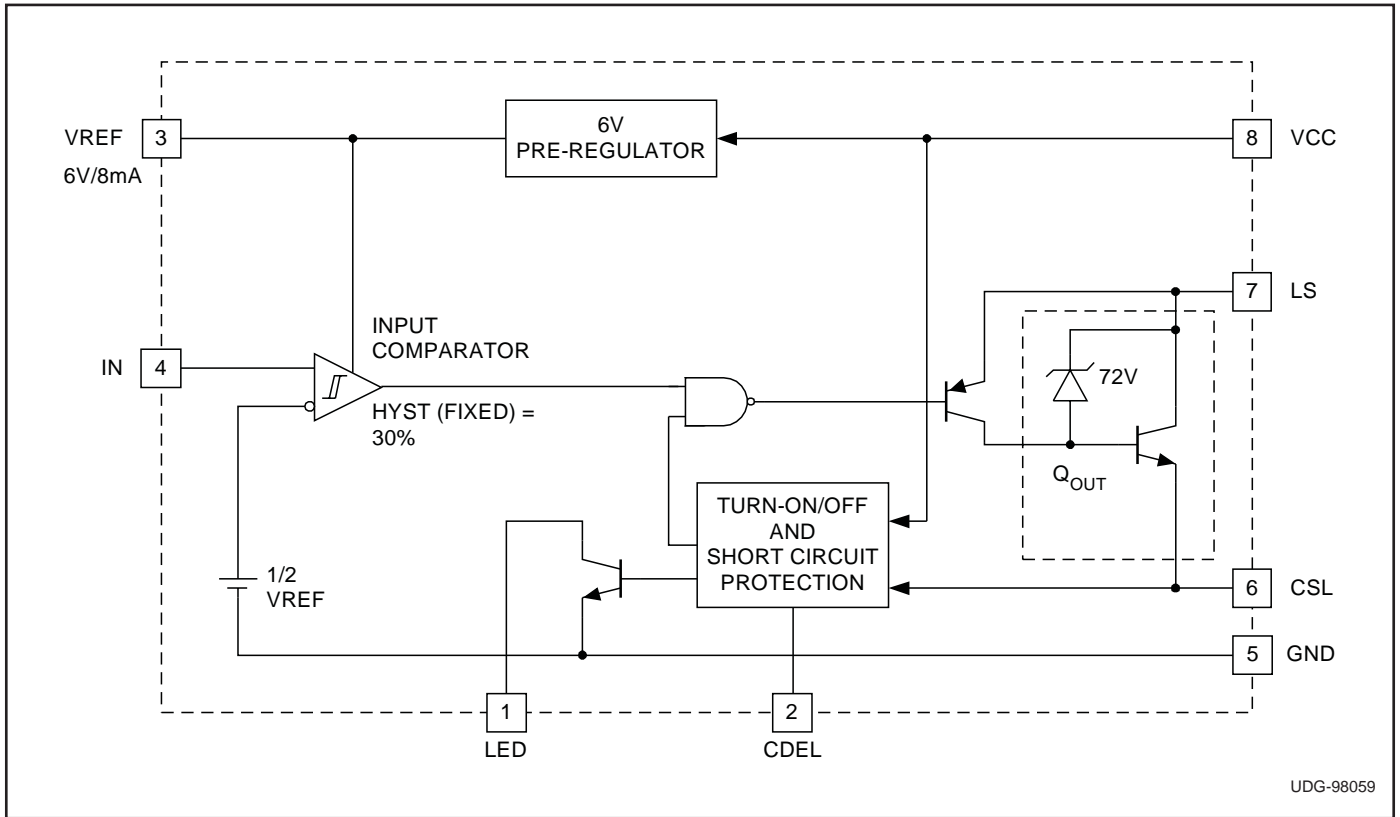 6V
PRE-REGULATOR
VREF
3
6V/8mA
8
VCC
7
LS
INPUT
COMPARATOR
IN
4
72V
HYST (FIXED) =
30%
QOUT
TURN-ON/OFF
AND
SHORT CIRCUIT
PROTECTION
1/2
VREF
6
CSL
5
GND
1
LED
2
CDEL
UDG-98059